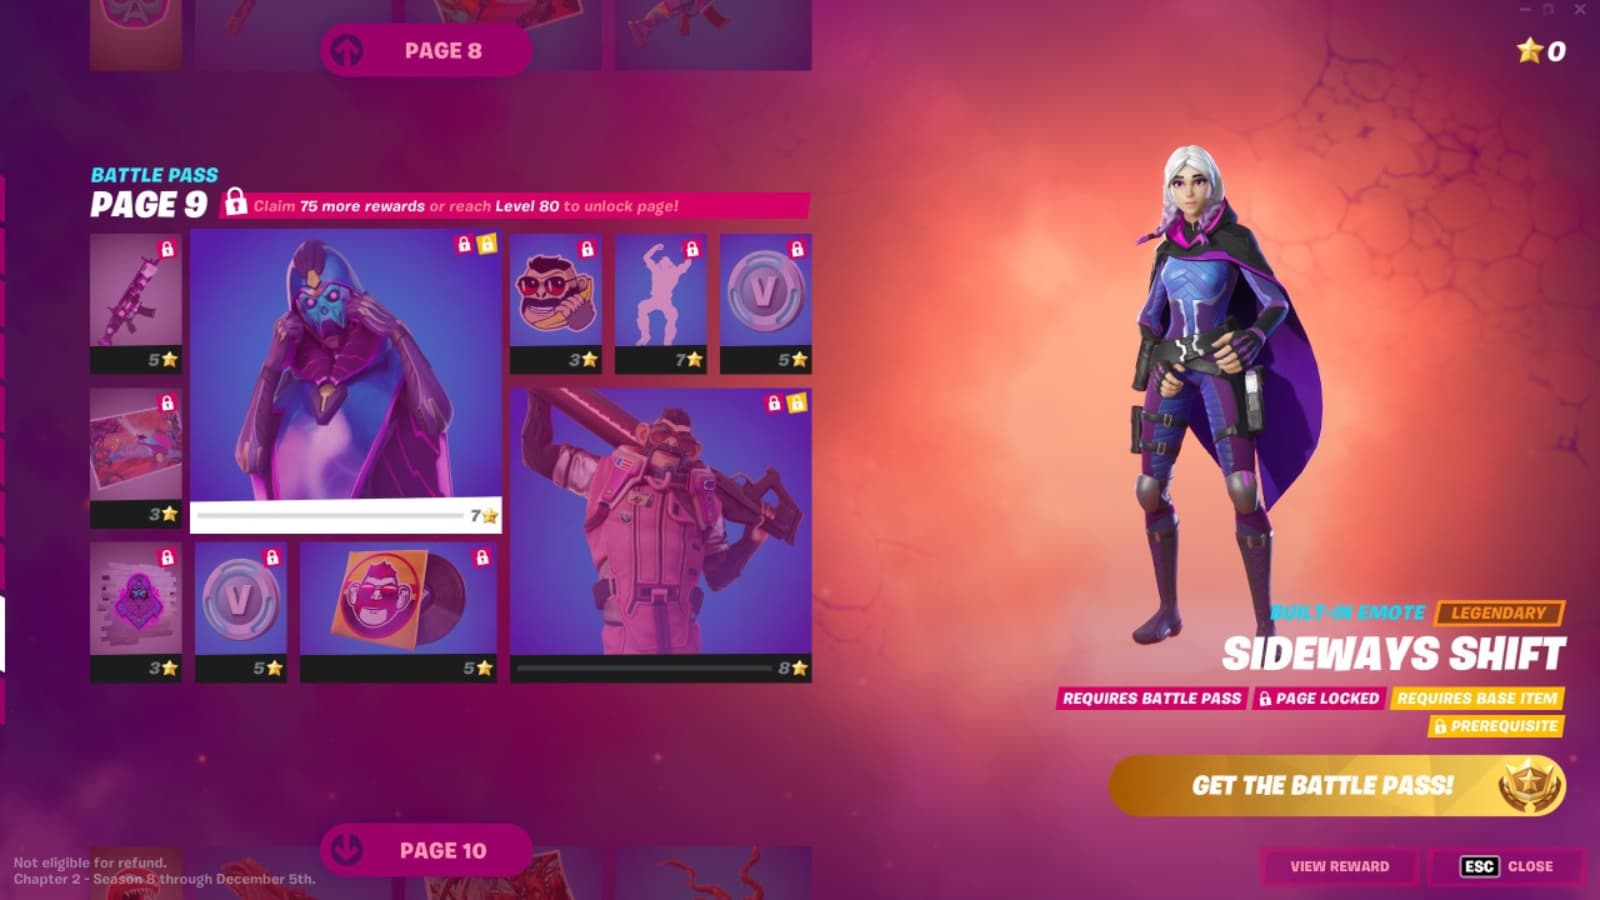 PAGE 8
0
BATTLE PASS
PAGE 9
Claim 75 more rewards or reach Level 80 to unlock page!
5
7
3
7
5
V
3
8
3
5
V
5
BUILT-IN EMOTE
LEGENDARY
SIDEWAYS SHIFT
REQUIRES BATTLE PASS
PAGE LOCKED
REQUIRES BASE ITEM
PREREQUISITE
GET THE BATTLE PASS!
PAGE 10
Not eligible for refund.
Chapter 2 - Season 8 through December 5th.
VIEW REWARD
ESC CLOSE